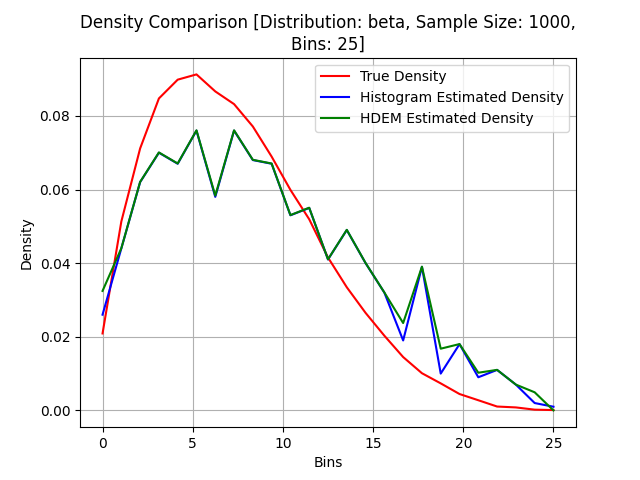 Density Comparison [Distribution: beta, Sample Size: 1000,
Bins: 25]
True Density
Histogram Estimated Density
HDEM Estimated Density
Density
0.08
0.06
0.04
0.02
0.00
0 5 10 15 20 25
Bins